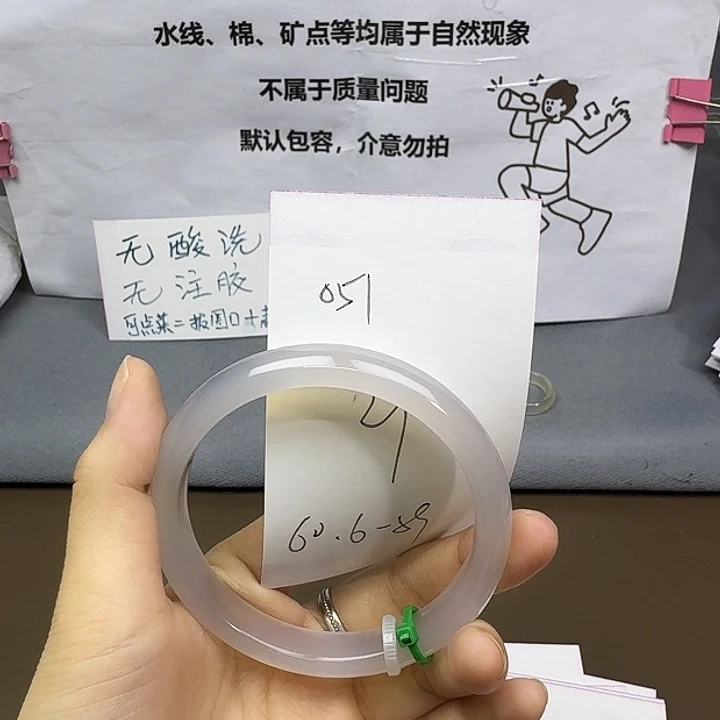 水线、棉、矿点等均属于自然现象
不属于质量问题
默认包容，介意勿拍
无酸洗
无注胶
051
60.6-89